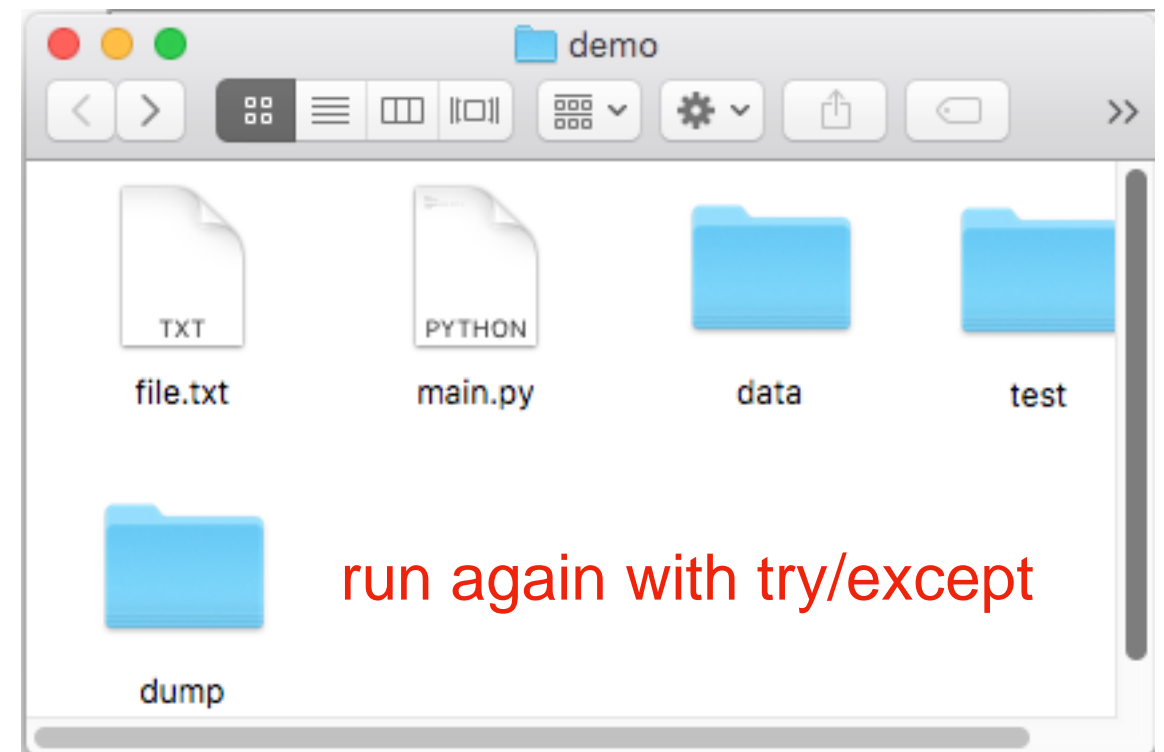 demo
TXT
PYTHON
file.txt
main.py
data
test
run again with try/except
dump